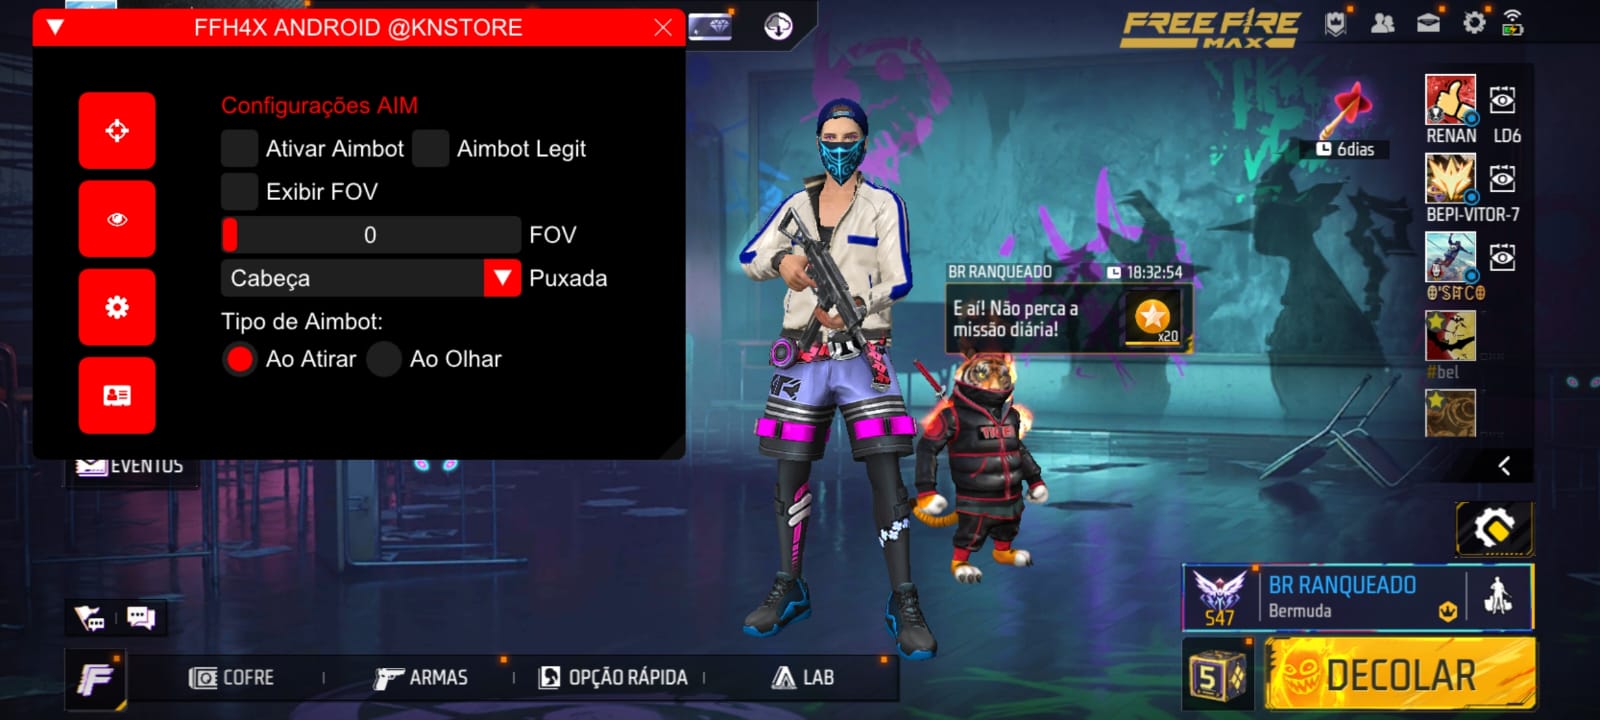 FFH4X ANDROID @KNSTORE
Configurações AIM
Ativar Aimbot
Aimbot Legit
Exibir FOV
0
FOV
Cabeça
Puxada
Tipo de Aimbot:
Ao Atirar
Ao Olhar
FREE FIRE
MAX
6dias
RENAN
LD6
BEPI-VITOR-7
#bel
BR RANQUEADO
18:32:54
E aí! Não perca a
missão diária!
x20
TIGER
EVENTOS
BR RANQUEADO
Bermuda
S47
5
DECOLAR
COFRE
ARMAS
OPÇÃO RÁPIDA
LAB